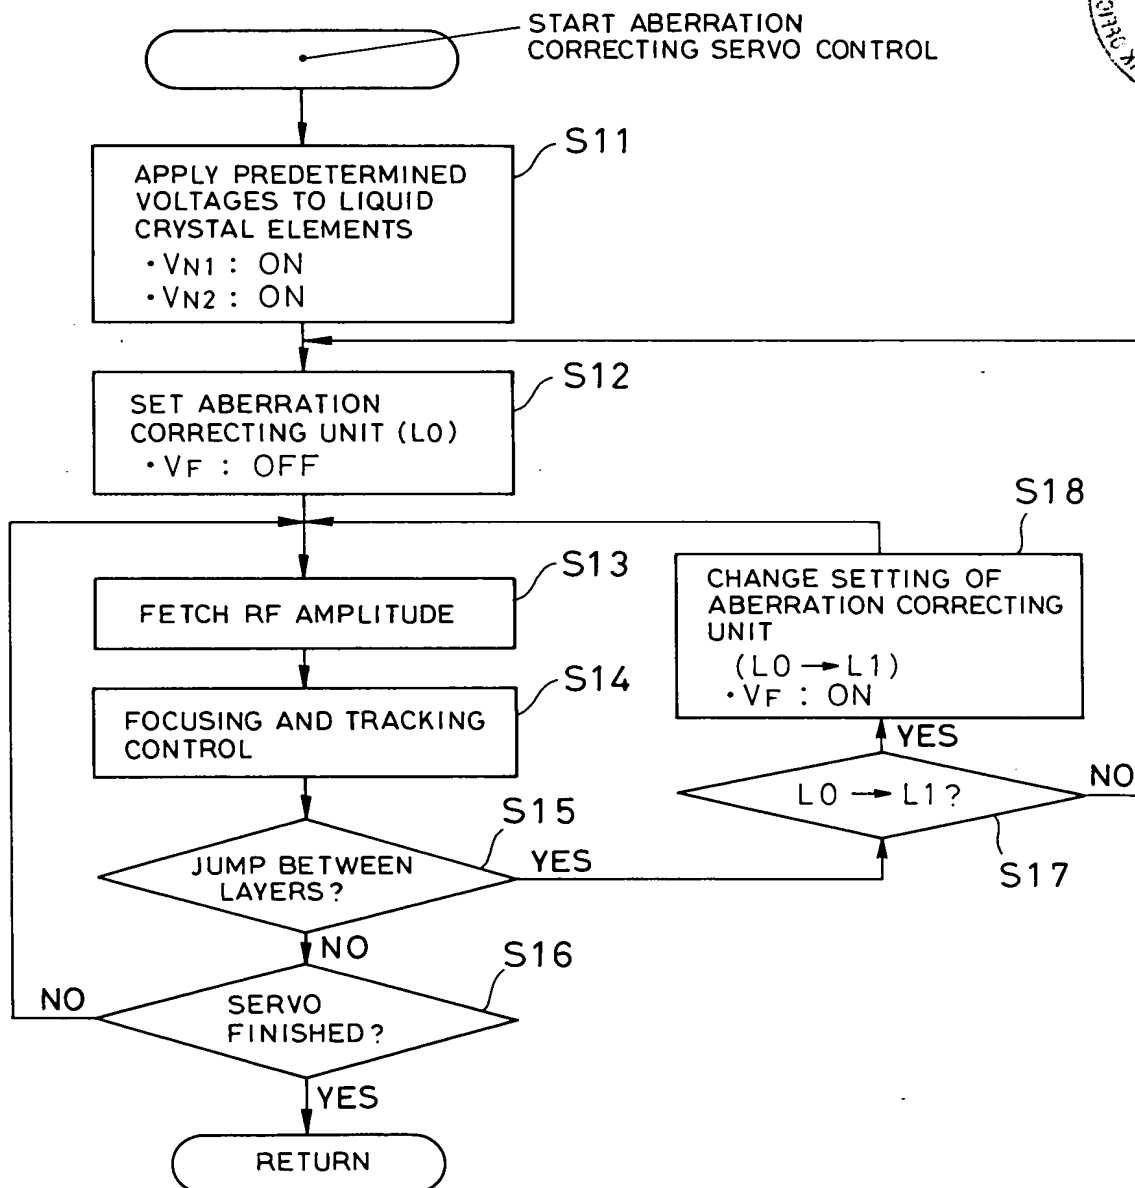 START ABERRATION
CORRECTING SERVO CONTROL
S11
APPLY PREDETERMINED
VOLTAGES TO LIQUID
CRYSTAL ELEMENTS
・VN1 : ON
・VN2 : ON
S12
SET ABERRATION
CORRECTING UNIT (L0)
・VF : OFF
S13
FETCH RF AMPLITUDE
S14
FOCUSING AND TRACKING
CONTROL
S15
JUMP BETWEEN
LAYERS?
YES
NO
S16
SERVO
FINISHED?
NO
YES
RETURN
S17
L0 → L1?
NO
YES
S18
CHANGE SETTING OF
ABERRATION CORRECTING
UNIT
(L0 → L1)
・VF : ON